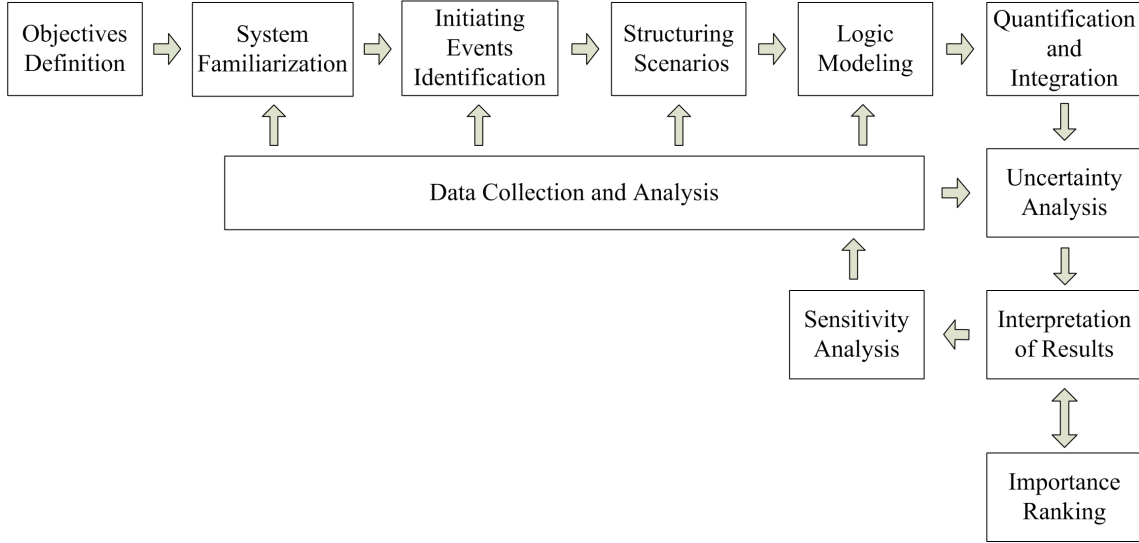 Objectives
Definition
System
Familiarization
Initiating
Events
Identification
Structuring
Scenarios
Logic
Modeling
Quantification
and
Integration
Data Collection and Analysis
Uncertainty
Analysis
Sensitivity
Analysis
Interpretation
of Results
Importance
Ranking